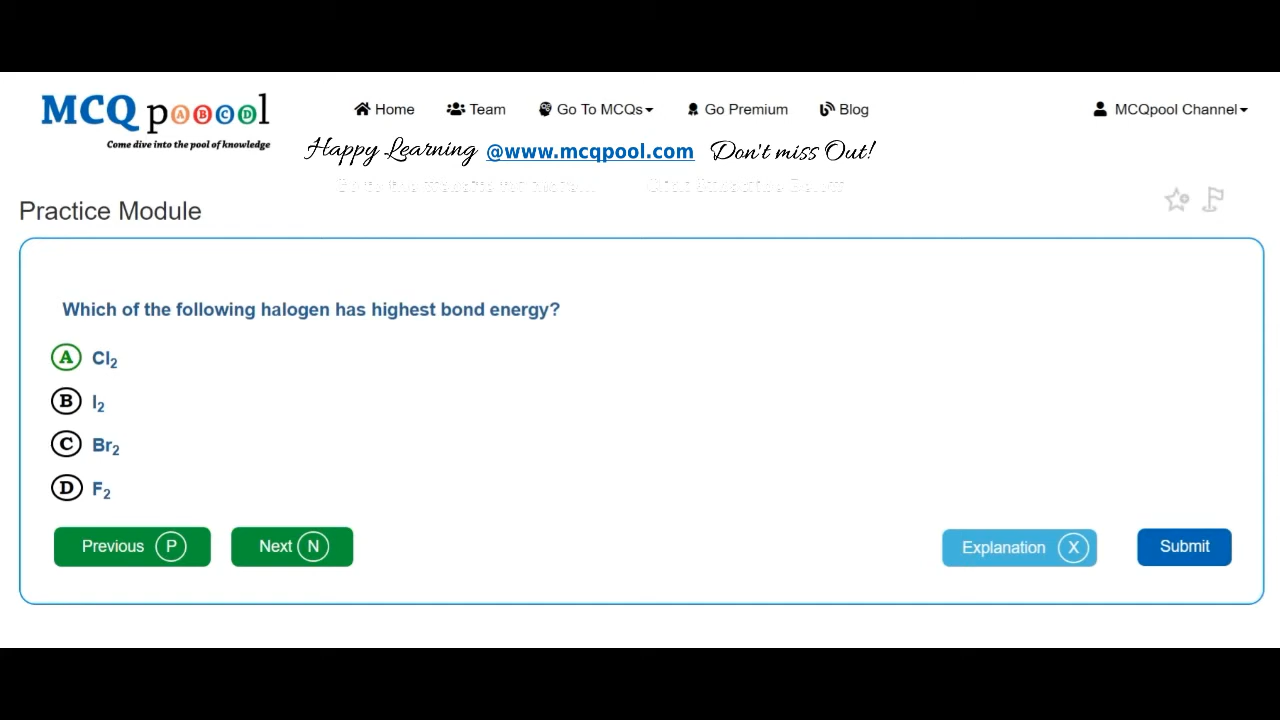 MCQ pABCDl
Come dive into the pool of knowledge
Home Team Go To MCQs Go Premium Blog MCQpool Channel
Happy Learning @www.mcqpool.com Don't miss Out!
Practice Module
Which of the following halogen has highest bond energy?
A Cl₂
B I₂
C Br₂
D F₂
Previous P Next N Explanation X Submit